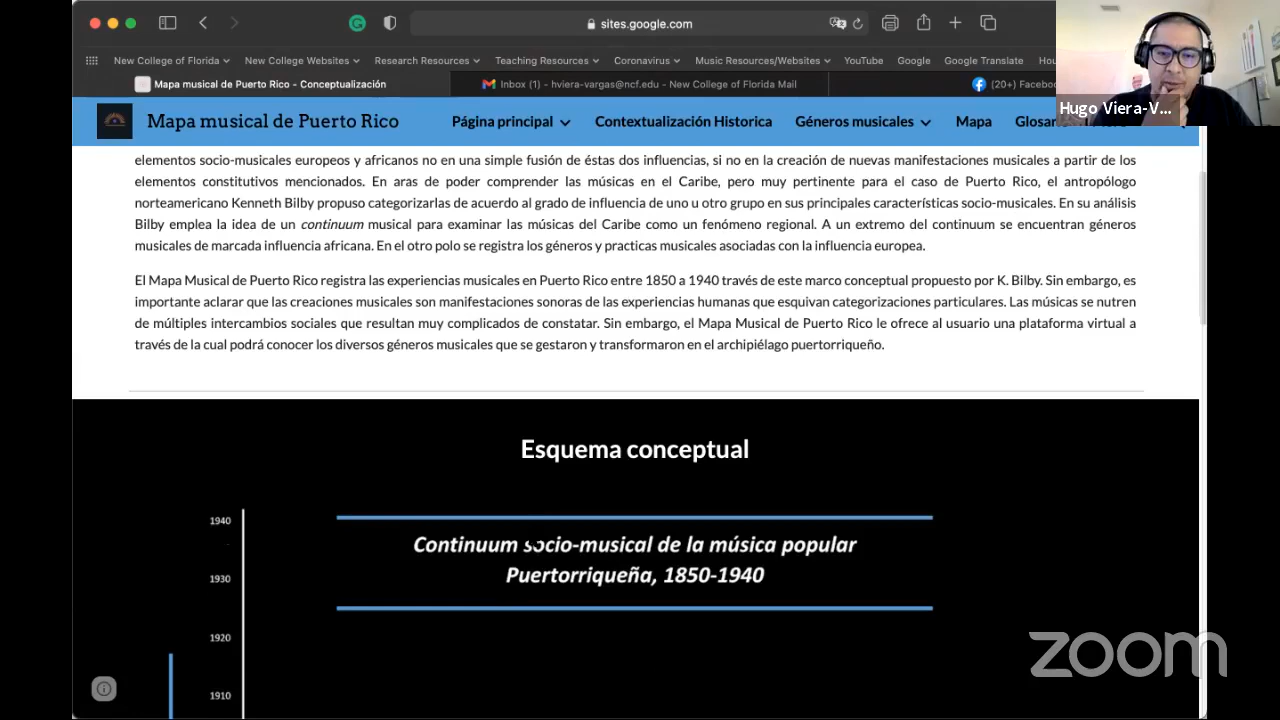 sites.google.com
New College of Florida
New College Websites
Research Resources
Teaching Resources
Coronavirus
Music Resources/Websites
YouTube
Google
Google Translate
Mapa musical de Puerto Rico - Conceptualización
Inbox (1) - hviera-vargas@ncf.edu - New College of Florida Mail
(20+) Faceboo
Hugo Viera-V...
Mapa musical de Puerto Rico
Página principal
Contextualización Historica
Géneros musicales
Mapa
Glosar
elementos socio-musicales europeos y africanos no en una simple fusión de éstas dos influencias, si no en la creación de nuevas manifestaciones musicales a partir de los
elementos constitutivos mencionados. En aras de poder comprender las músicas en el Caribe, pero muy pertinente para el caso de Puerto Rico, el antropólogo
norteamericano Kenneth Bilby propuso categorizarlas de acuerdo al grado de influencia de uno u otro grupo en sus principales características socio-musicales. En su análisis
Bilby emplea la idea de un continuum musical para examinar las músicas del Caribe como un fenómeno regional. A un extremo del continuum se encuentran géneros
musicales de marcada influencia africana. En el otro polo se registra los géneros y practicas musicales asociadas con la influencia europea.
El Mapa Musical de Puerto Rico registra las experiencias musicales en Puerto Rico entre 1850 a 1940 través de este marco conceptual propuesto por K. Bilby. Sin embargo, es
importante aclarar que las creaciones musicales son manifestaciones sonoras de las experiencias humanas que esquivan categorizaciones particulares. Las músicas se nutren
de múltiples intercambios sociales que resultan muy complicados de constatar. Sin embargo, el Mapa Musical de Puerto Rico le ofrece al usuario una plataforma virtual a
través de la cual podrá conocer los diversos géneros musicales que se gestaron y transformaron en el archipiélago puertorriqueño.
Esquema conceptual
1940
Continuum socio-musical de la música popular
Puertorriqueña, 1850-1940
1930
1920
1910
zoom